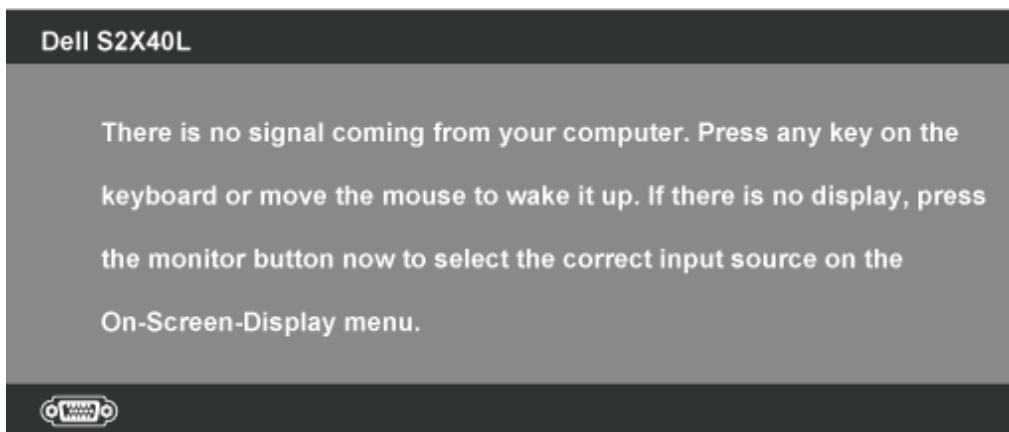 Dell S2X40L
There is no signal coming from your computer. Press any key on the
keyboard or move the mouse to wake it up. If there is no display, press
the monitor button now to select the correct input source on the
On-Screen-Display menu.